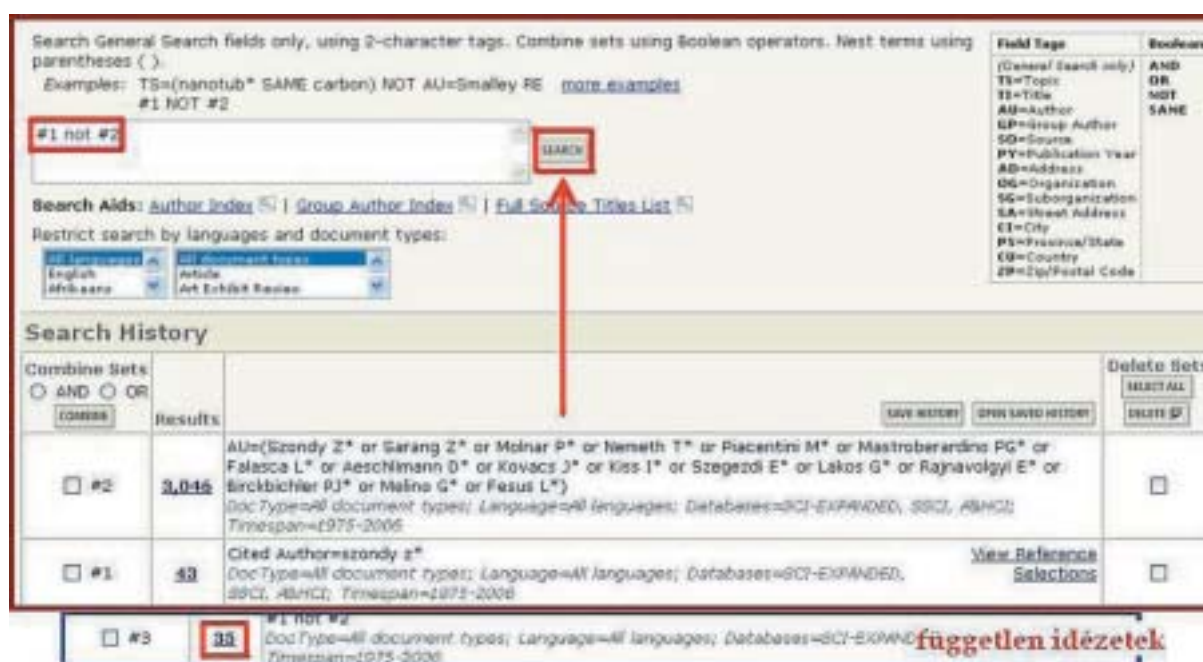 Search General Search fields only, using 2-character tags. Combine sets using Boolean operators. Nest terms using
parentheses ( ).
Examples: TS=(nanotub* SAME carbon) NOT AU=Smalley RE more examples
#1 NOT #2
#1 not #2
SEARCH
Search Aids: Author Index | Group Author Index | Full Source Titles List
Restrict search by languages and document types:
All languages
English
Afrikaans
All document types
Article
Art Exhibit Review
Field Tags
(General Search only)
TS=Topic
TI=Title
AU=Author
GP=Group Author
SO=Source
PY=Publication Year
AD=Address
OG=Organization
SG=Suborganization
SA=Street Address
CI=City
PS=Province/State
CU=Country
ZP=Zip/Postal Code
Boolean
AND
OR
NOT
SAME
Search History
Combine Sets
AND OR
COMBINE
Results
SAVE HISTORY OPEN SAVED HISTORY
Delete Sets
SELECT ALL
DELETE
#2 3,046
AU=(Szondy Z* or Sarang Z* or Molnar P* or Nemeth T* or Piacentini M* or Mastroberardino PG* or
Falasca L* or Aeschlimann D* or Kovacs J* or Kiss I* or Szegezdi E* or Lakos G* or Rajnavolgyi E* or
Birckbichler PJ* or Melino G* or Fesus L*)
DocType=All document types; Language=All languages; Databases=SCI-EXPANDED, SSCI, A&HCI;
Timespan=1975-2006
#1 43
Cited Author=szondy z*
DocType=All document types; Language=All languages; Databases=SCI-EXPANDED,
SSCI, A&HCI; Timespan=1975-2006
View Reference
Selections
#3 35
#1 not #2
DocType=All document types; Language=All languages; Databases=SCI-EXPAND
Timespan=1975-2006
független idézetek